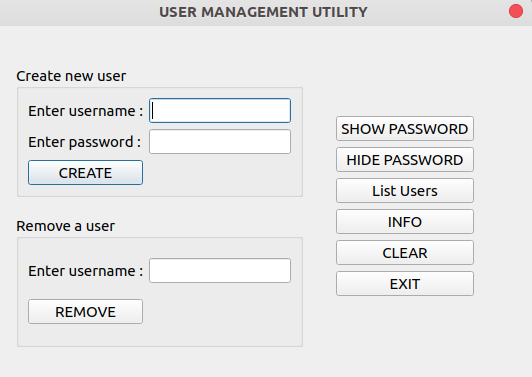 USER MANAGEMENT UTILITY
Create new user
Enter username :
Enter password :
CREATE
Remove a user
Enter username :
REMOVE
SHOW PASSWORD
HIDE PASSWORD
List Users
INFO
CLEAR
EXIT